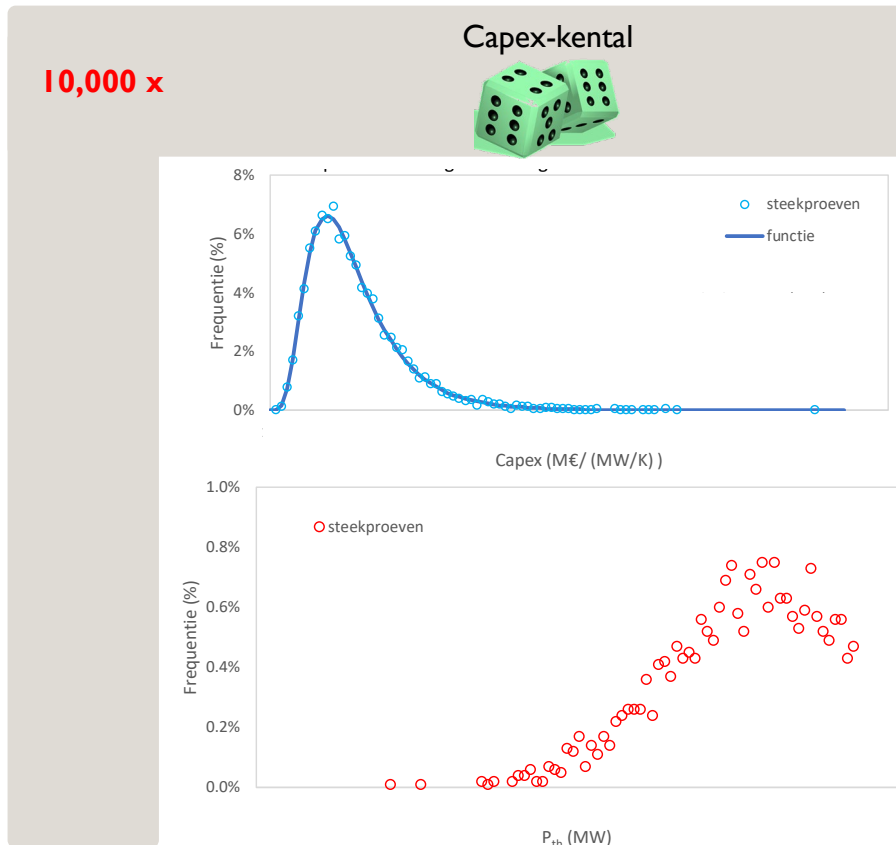 Capex-kental
10,000 x
8%
6%
4%
2%
0%
Frequentie (%)
steekproeven
functie
Capex (M€/ (MW/K) )
1.0%
0.8%
0.6%
0.4%
0.2%
0.0%
Frequentie (%)
steekproeven
Pth (MW)